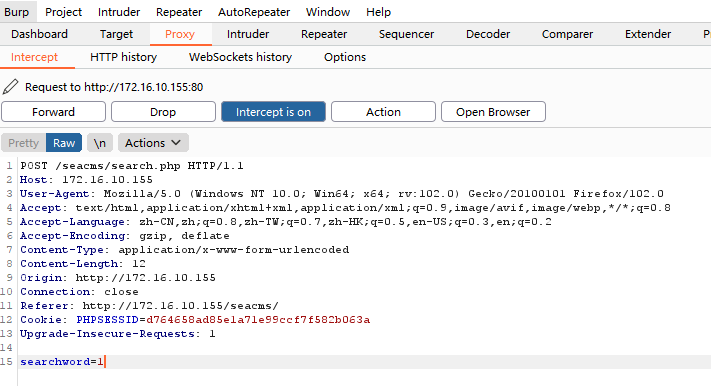 Burp Project Intruder Repeater AutoRepeater Window Help
Dashboard Target Proxy Intruder Repeater Sequencer Decoder Comparer Extender
Intercept HTTP history WebSockets history Options
Request to http://172.16.10.155:80
Forward Drop Intercept is on Action Open Browser
Pretty Raw \n Actions
1 POST /seacms/search.php HTTP/1.1
2 Host: 172.16.10.155
3 User-Agent: Mozilla/5.0 (Windows NT 10.0; Win64; x64; rv:102.0) Gecko/20100101 Firefox/102.0
4 Accept: text/html,application/xhtml+xml,application/xml;q=0.9,image/avif,image/webp,*/*;q=0.8
5 Accept-Language: zh-CN,zh;q=0.8,zh-TW;q=0.7,zh-HK;q=0.5,en-US;q=0.3,en;q=0.2
6 Accept-Encoding: gzip, deflate
7 Content-Type: application/x-www-form-urlencoded
8 Content-Length: 12
9 Origin: http://172.16.10.155
10 Connection: close
11 Referer: http://172.16.10.155/seacms/
12 Cookie: PHPSESSID=d764658ad85e1a71e99ccf7f582b063a
13 Upgrade-Insecure-Requests: 1
14
15 searchword=1